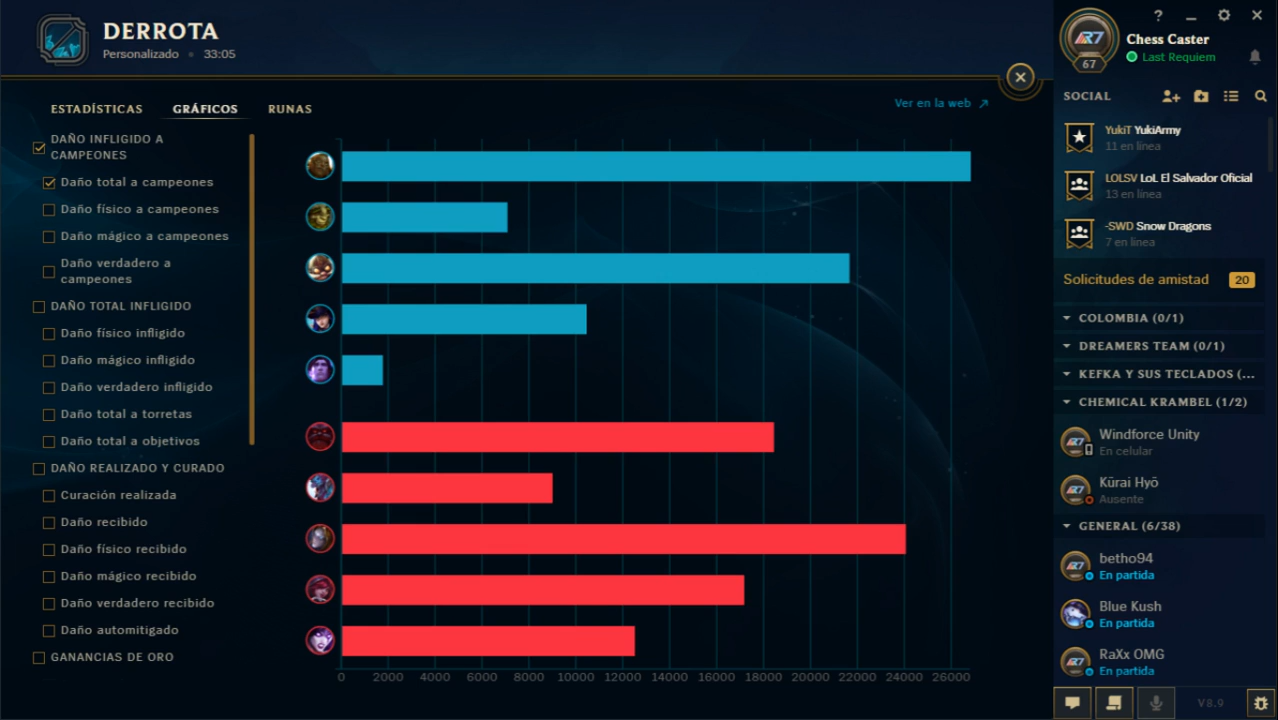 DERROTA
Personalizado • 33:05
ESTADÍSTICAS
GRÁFICOS
RUNAS
Ver en la web
DAÑO INFLIGIDO A
CAMPEONES
Daño total a campeones
Daño físico a campeones
Daño mágico a campeones
Daño verdadero a
campeones
DAÑO TOTAL INFLIGIDO
Daño físico infligido
Daño mágico infligido
Daño verdadero infligido
Daño total a torretas
Daño total a objetivos
DAÑO REALIZADO Y CURADO
Curación realizada
Daño recibido
Daño físico recibido
Daño mágico recibido
Daño verdadero recibido
Daño automitigado
GANANCIAS DE ORO
0 2000 4000 6000 8000 10000 12000 14000 16000 18000 20000 22000 24000 26000
?
R7
67
Chess Caster
Last Requiem
SOCIAL
YukiT YukiArmy
11 en línea
LOLSV LoL El Salvador Oficial
13 en línea
-SWD Snow Dragons
7 en línea
Solicitudes de amistad 20
COLOMBIA (0/1)
DREAMERS TEAM (0/1)
KEFKA Y SUS TECLADOS (...
CHEMICAL KRAMBEL (1/2)
R7
Windforce Unity
En celular
R7
Kūrai Hyō
Ausente
GENERAL (6/38)
R7
betho94
En partida
Blue Kush
En partida
R7
RaXx OMG
En partida
V8.9